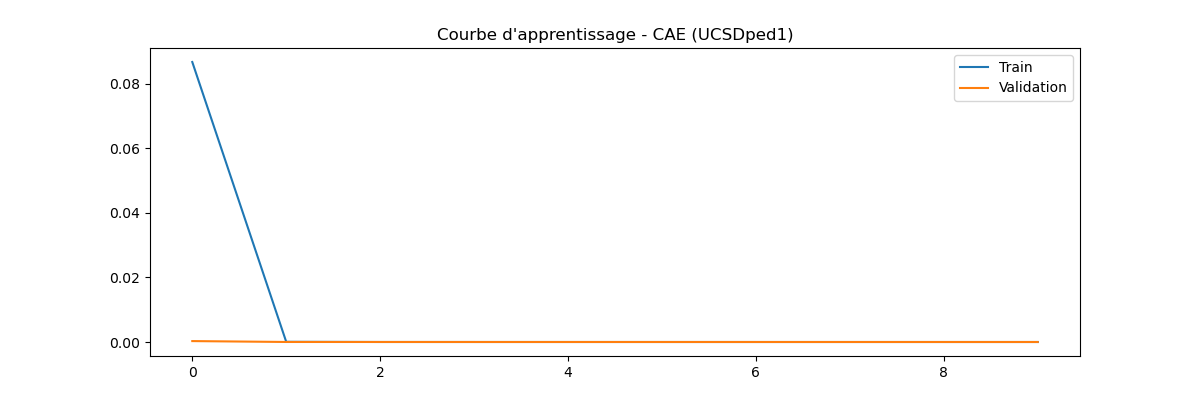 Courbe d'apprentissage - CAE (UCSDped1)
Train
Validation
0.08
0.06
0.04
0.02
0.00
0 2 4 6 8